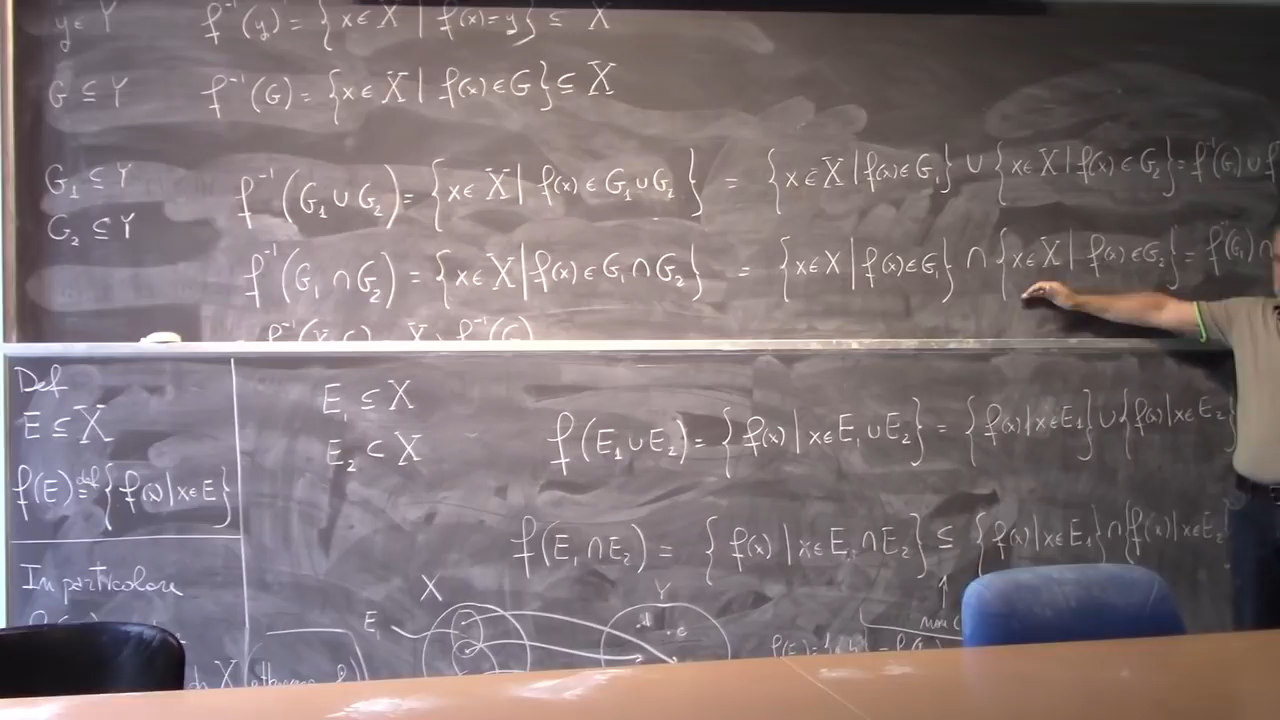 y ∈ Y f⁻¹(y) = {x ∈ X | f(x) = y} ⊆ X
G ⊆ Y f⁻¹(G) = {x ∈ X | f(x) ∈ G} ⊆ X
G₁ ⊆ Y
G₂ ⊆ Y
f⁻¹(G₁ ∪ G₂) = {x ∈ X | f(x) ∈ G₁ ∪ G₂} = {x ∈ X | f(x) ∈ G₁} ∪ {x ∈ X | f(x) ∈ G₂} = f⁻¹(G₁) ∪ f
f⁻¹(G₁ ∩ G₂) = {x ∈ X | f(x) ∈ G₁ ∩ G₂} = {x ∈ X | f(x) ∈ G₁} ∩ {x ∈ X | f(x) ∈ G₂} = f⁻¹(G₁) ∩
Def
E ⊆ X
f(E) =def {f(x) | x ∈ E}
In particolare
E₁ ⊆ X
E₂ ⊂ X
f(E₁ ∪ E₂) = {f(x) | x ∈ E₁ ∪ E₂} = {f(x) | x ∈ E₁} ∪ {f(x) | x ∈ E₂}
f(E₁ ∩ E₂) = {f(x) | x ∈ E₁ ∩ E₂} ⊆ {f(x) | x ∈ E₁} ∩ {f(x) | x ∈ E₂
X
Y
E₁